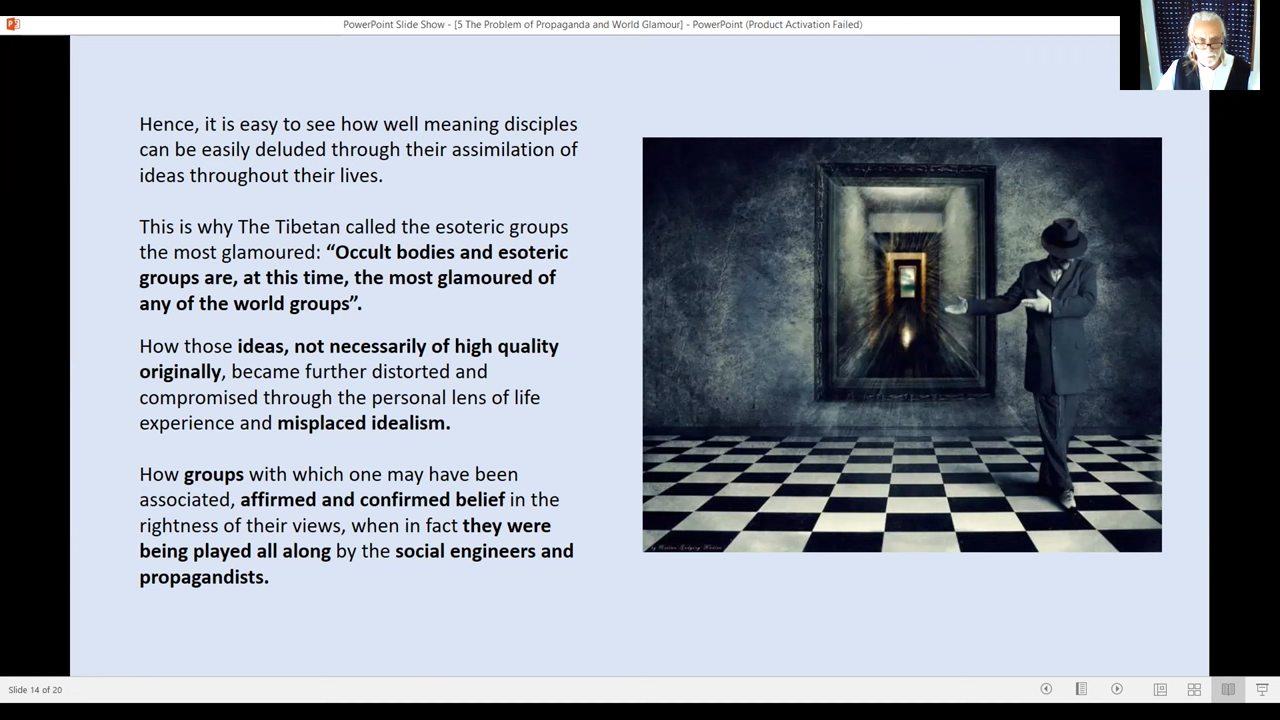 PowerPoint Slide Show - [5 The Problem of Propaganda and World Glamour] - PowerPoint (Product Activation Failed)
Hence, it is easy to see how well meaning disciples
can be easily deluded through their assimilation of
ideas throughout their lives.
This is why The Tibetan called the esoteric groups
the most glamoured: “Occult bodies and esoteric
groups are, at this time, the most glamoured of
any of the world groups”.
How those ideas, not necessarily of high quality
originally, became further distorted and
compromised through the personal lens of life
experience and misplaced idealism.
How groups with which one may have been
associated, affirmed and confirmed belief in the
rightness of their views, when in fact they were
being played all along by the social engineers and
propagandists.
Slide 14 of 20